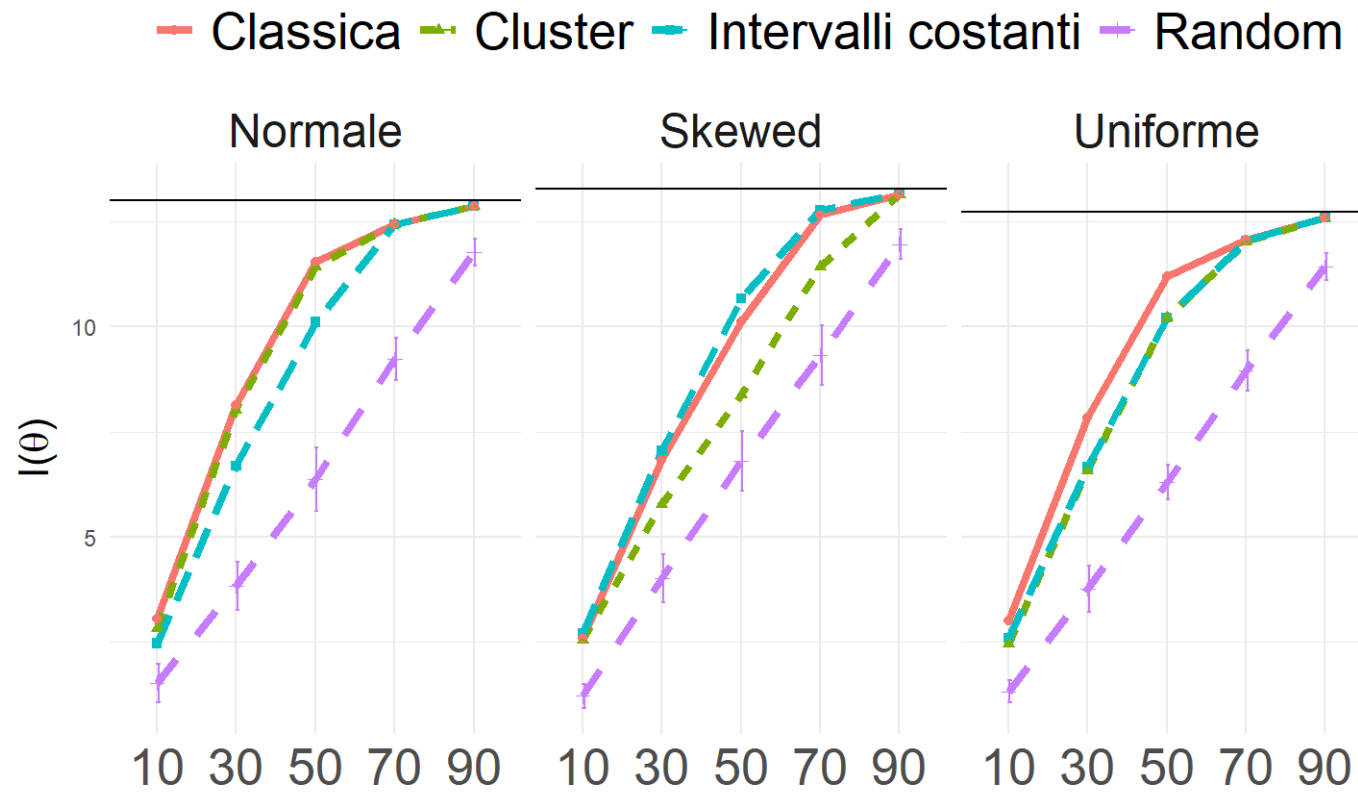 Classica Cluster Intervalli costanti Random
Normale Skewed Uniforme
10
I(θ)
5
10 30 50 70 90 10 30 50 70 90 10 30 50 70 90